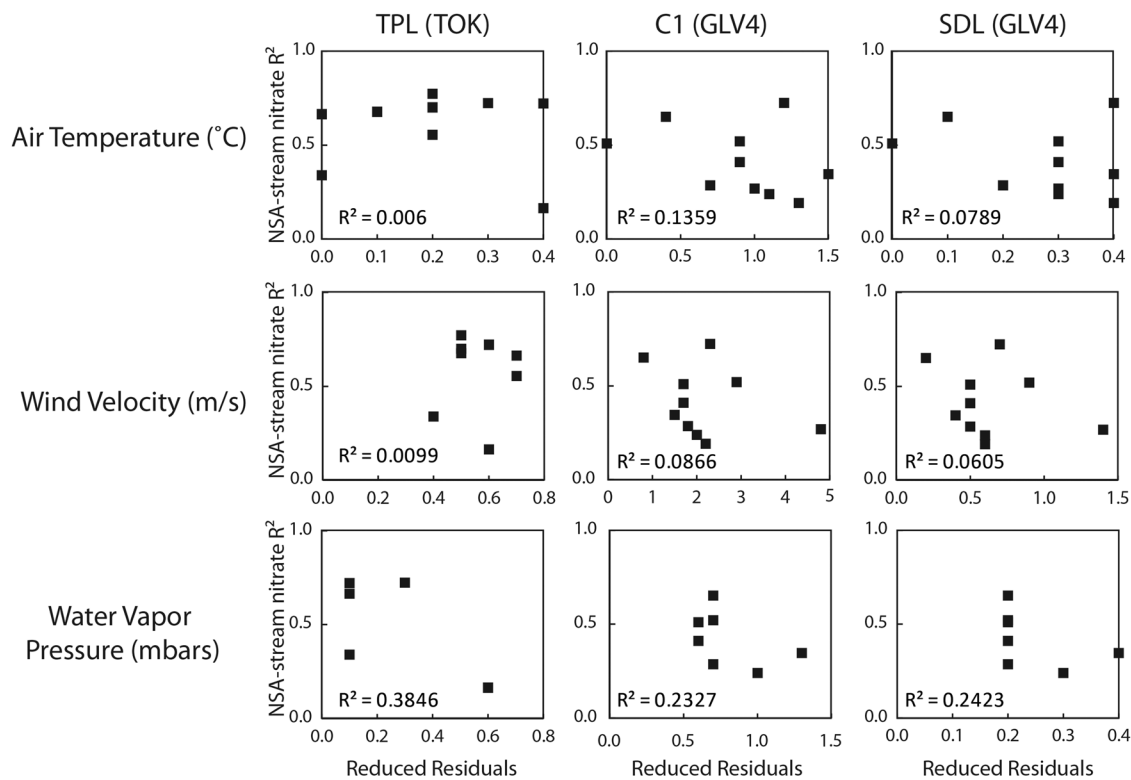 TPL (TOK) C1 (GLV4) SDL (GLV4)
Air Temperature (˚C)
NSA-stream nitrate R²
1.0 1.0 1.0
0.5 0.5 0.5
0.0 0.0 0.0
R² = 0.006 R² = 0.1359 R² = 0.0789
0.0 0.1 0.2 0.3 0.4 0.0 0.5 1.0 1.5 0.0 0.1 0.2 0.3 0.4
Wind Velocity (m/s)
NSA-stream nitrate R²
1.0 1.0 1.0
0.5 0.5 0.5
0.0 0.0 0.0
R² = 0.0099 R² = 0.0866 R² = 0.0605
0.0 0.2 0.4 0.6 0.8 0 1 2 3 4 5 0.0 0.5 1.0 1.5
Water Vapor
Pressure (mbars)
NSA-stream nitrate R²
1.0 1.0 1.0
0.5 0.5 0.5
0.0 0.0 0.0
R² = 0.3846 R² = 0.2327 R² = 0.2423
0.0 0.2 0.4 0.6 0.8 0.0 0.5 1.0 1.5 0.0 0.1 0.2 0.3 0.4
Reduced Residuals Reduced Residuals Reduced Residuals